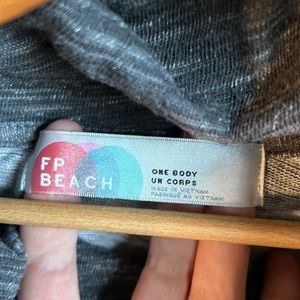 FP
BEACH
ONE BODY
UN CORPS
MADE IN VIETNAM
FABRIQUÉ AU VIETNAM